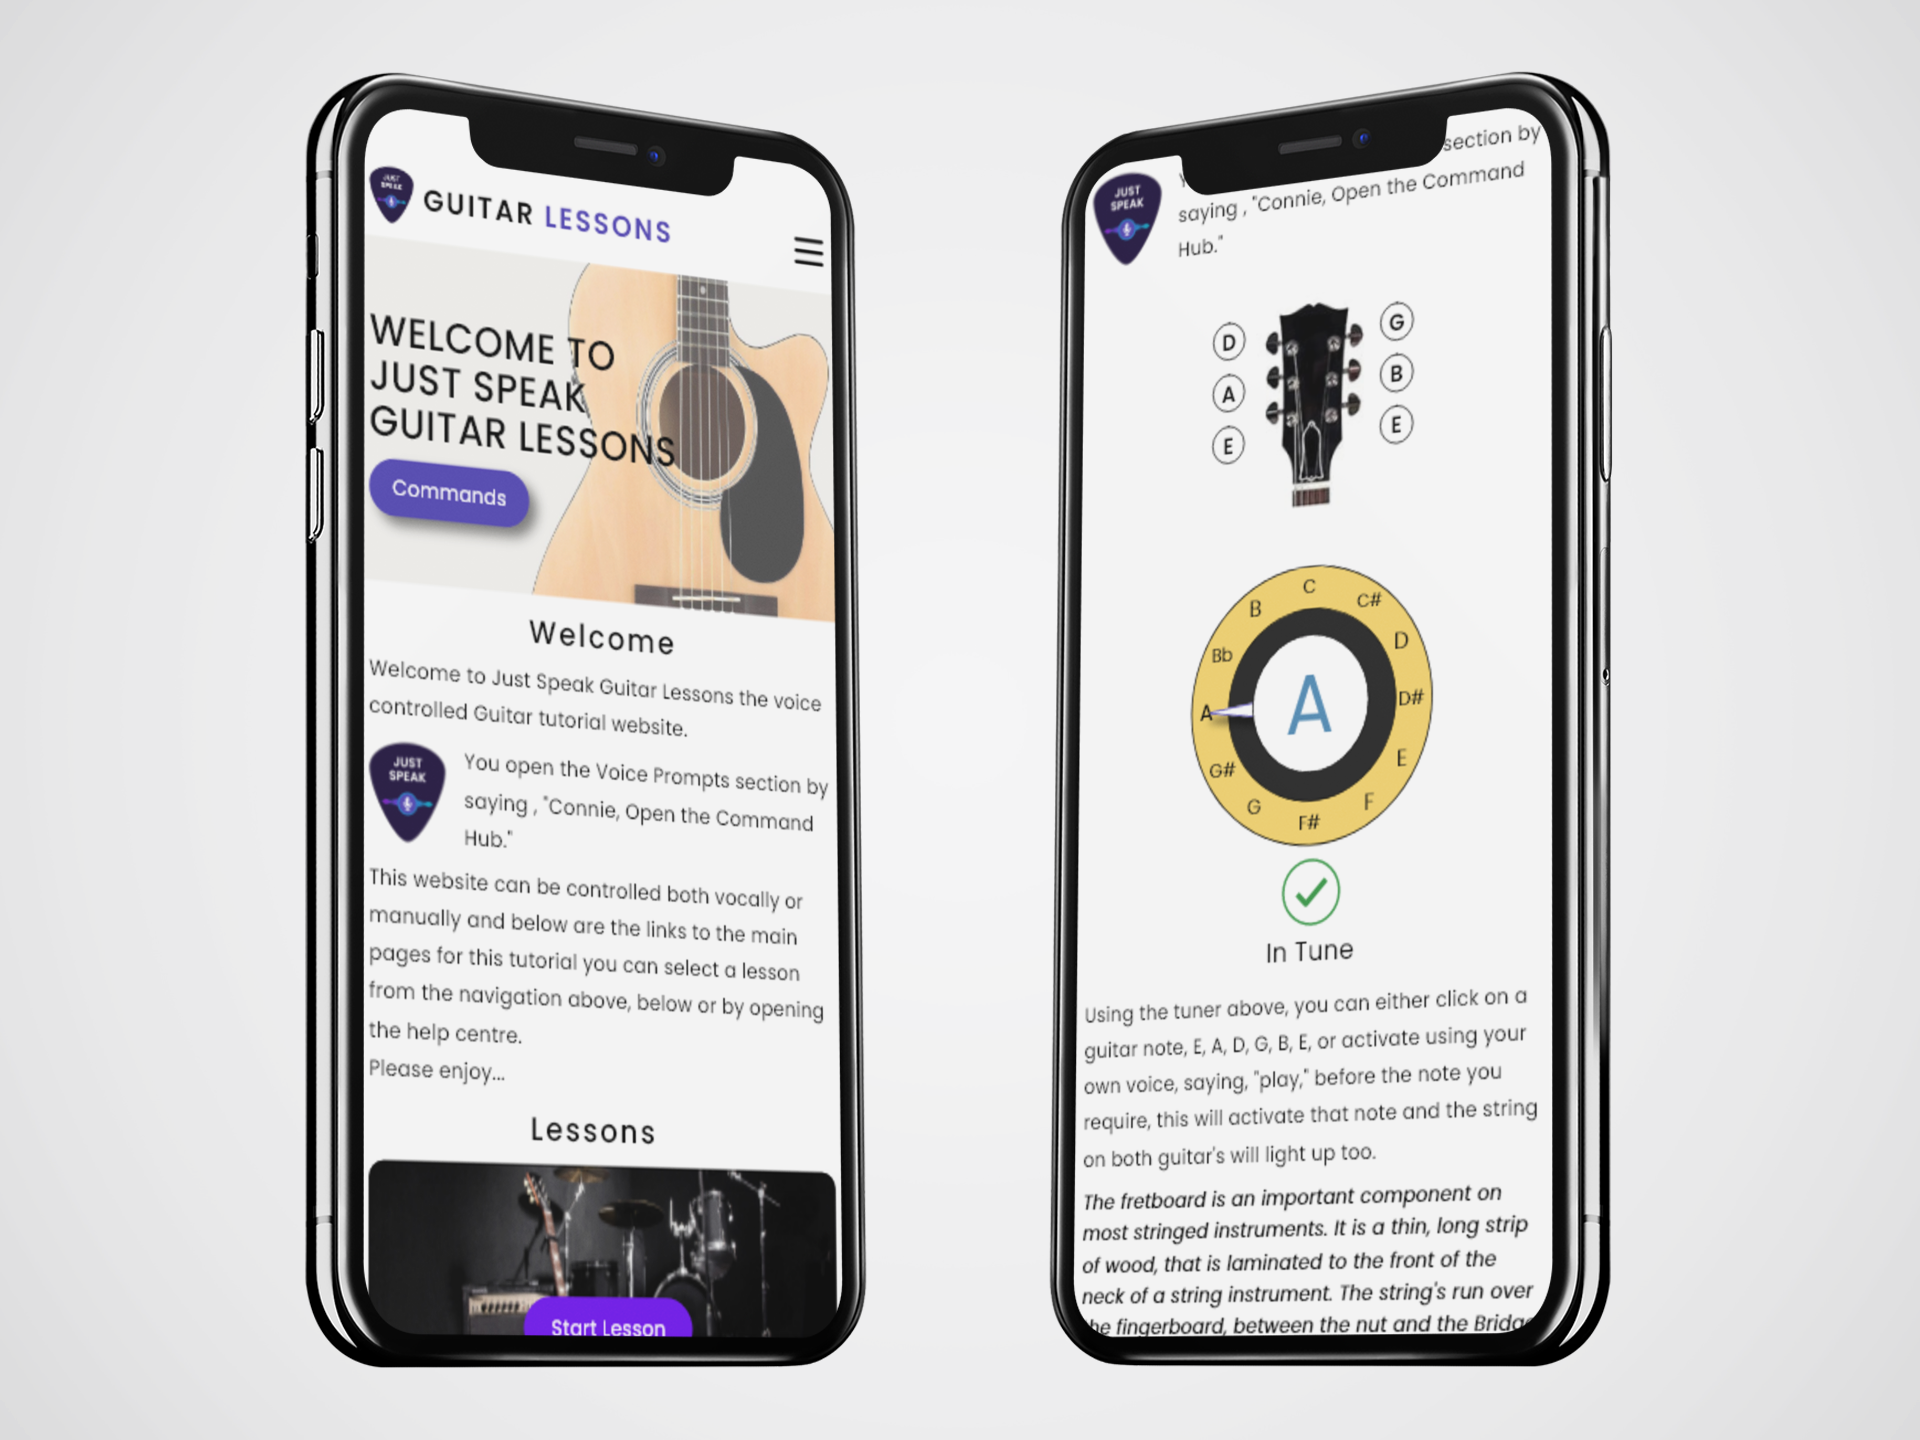 JUST
SPEAK
GUITAR LESSONS
WELCOME TO
JUST SPEAK
GUITAR LESSONS
Commands
Welcome
Welcome to Just Speak Guitar Lessons the voice
controlled Guitar tutorial website.
JUST
SPEAK
You open the Voice Prompts section by
saying , "Connie, Open the Command
Hub."
This website can be controlled both vocally or
manually and below are the links to the main
pages for this tutorial you can select a lesson
from the navigation above, below or by opening
the help centre.
Please enjoy...
Lessons
Start Lesson
section by
JUST
SPEAK
saying , "Connie, Open the Command
Hub."
D
G
A
B
E
E
C
C#
D
D#
E
F
F#
G
G#
A
Bb
B
A
In Tune
Using the tuner above, you can either click on a
guitar note, E, A, D, G, B, E, or activate using your
own voice, saying, "play," before the note you
require, this will activate that note and the string
on both guitar's will light up too.
The fretboard is an important component on
most stringed instruments. It is a thin, long strip
of wood, that is laminated to the front of the
neck of a string instrument. The string's run over
he fingerboard, between the nut and the Bridge